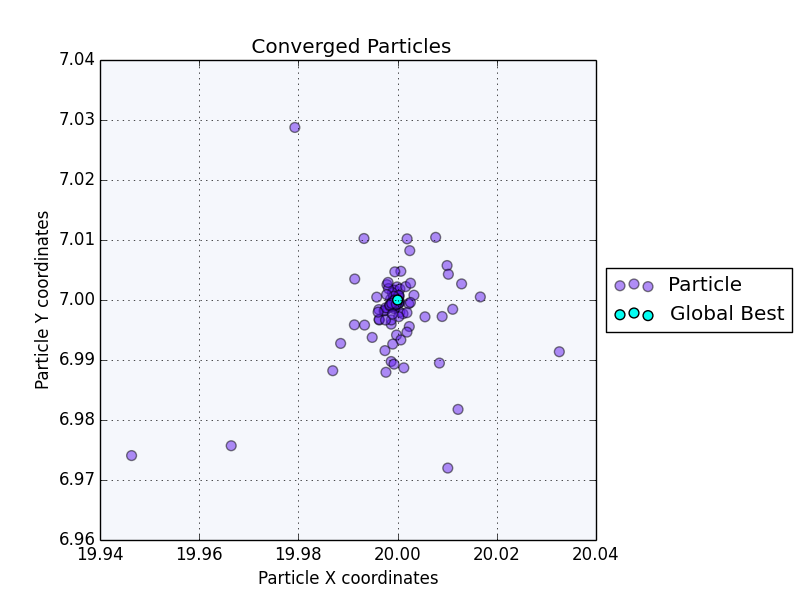 Converged Particles
7.04
7.03
7.02
7.01
7.00
6.99
6.98
6.97
6.96
Particle Y coordinates
19.94 19.96 19.98 20.00 20.02 20.04
Particle X coordinates
Particle
Global Best